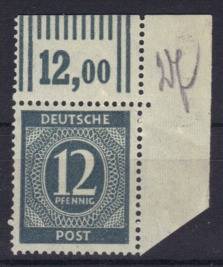 12,00
DEUTSCHE
12
PFENNIG
POST